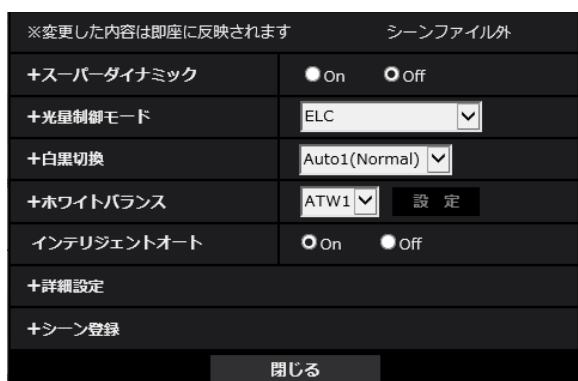 ※変更した内容は即座に反映されます シーンファイル外
+スーパーダイナミック On Off
+光量制御モード ELC
+白黒切換 Auto1(Normal)
+ホワイトバランス ATW1 設 定
インテリジェントオート On Off
+詳細設定
+シーン登録
閉じる